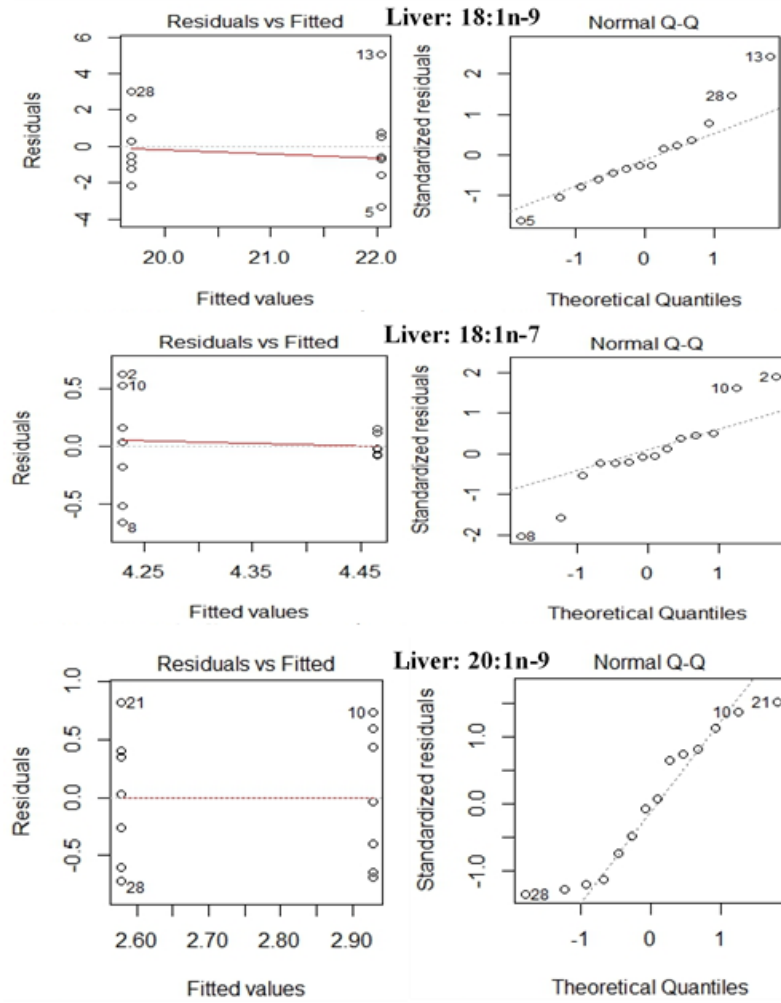 Liver: 18:1n-9
Residuals vs Fitted
Residuals
6
4
2
0
-2
-4
13
28
5
20.0
21.0
22.0
Fitted values
Normal Q-Q
Standardized residuals
2
1
-1
13
28
5
-1
0
1
Theoretical Quantiles
Liver: 18:1n-7
Residuals vs Fitted
Residuals
0.5
0.0
-0.5
2
10
8
4.25
4.35
4.45
Fitted values
Normal Q-Q
Standardized residuals
2
1
0
-1
-2
2
10
8
-1
0
1
Theoretical Quantiles
Liver: 20:1n-9
Residuals vs Fitted
Residuals
1.0
0.5
0.0
-0.5
21
10
28
2.60
2.70
2.80
2.90
Fitted values
Normal Q-Q
Standardized residuals
1.0
0.0
-1.0
10
21
28
-1
0
1
Theoretical Quantiles